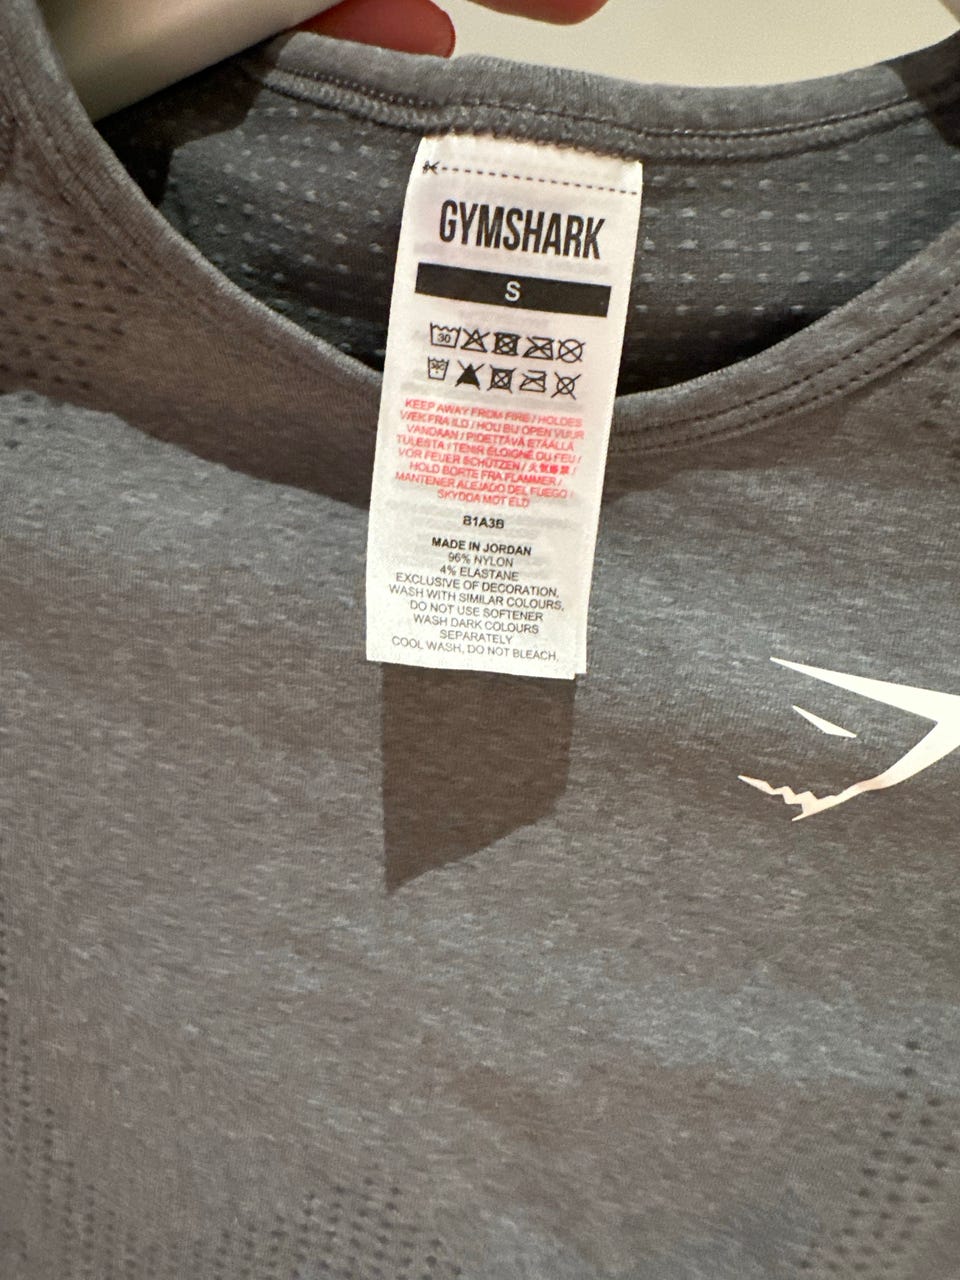 GYMSHARK
S
30
KEEP AWAY FROM FIRE / HOLDES
VÆK FRA ILD / HOU BIJ OPEN VUUR
VANDAAN / PIDETTÄVÄ ETÄÄLLÄ
TULESTA / TENIR ÉLOIGNÉ DU FEU /
VOR FEUER SCHÜTZEN / 火気厳禁 /
HOLD BORTE FRA FLAMMER /
MANTENER ALEJADO DEL FUEGO /
SKYDDA MOT ELD
B1A3B
MADE IN JORDAN
96% NYLON
4% ELASTANE
EXCLUSIVE OF DECORATION,
WASH WITH SIMILAR COLOURS,
DO NOT USE SOFTENER
WASH DARK COLOURS
SEPARATELY
COOL WASH, DO NOT BLEACH,